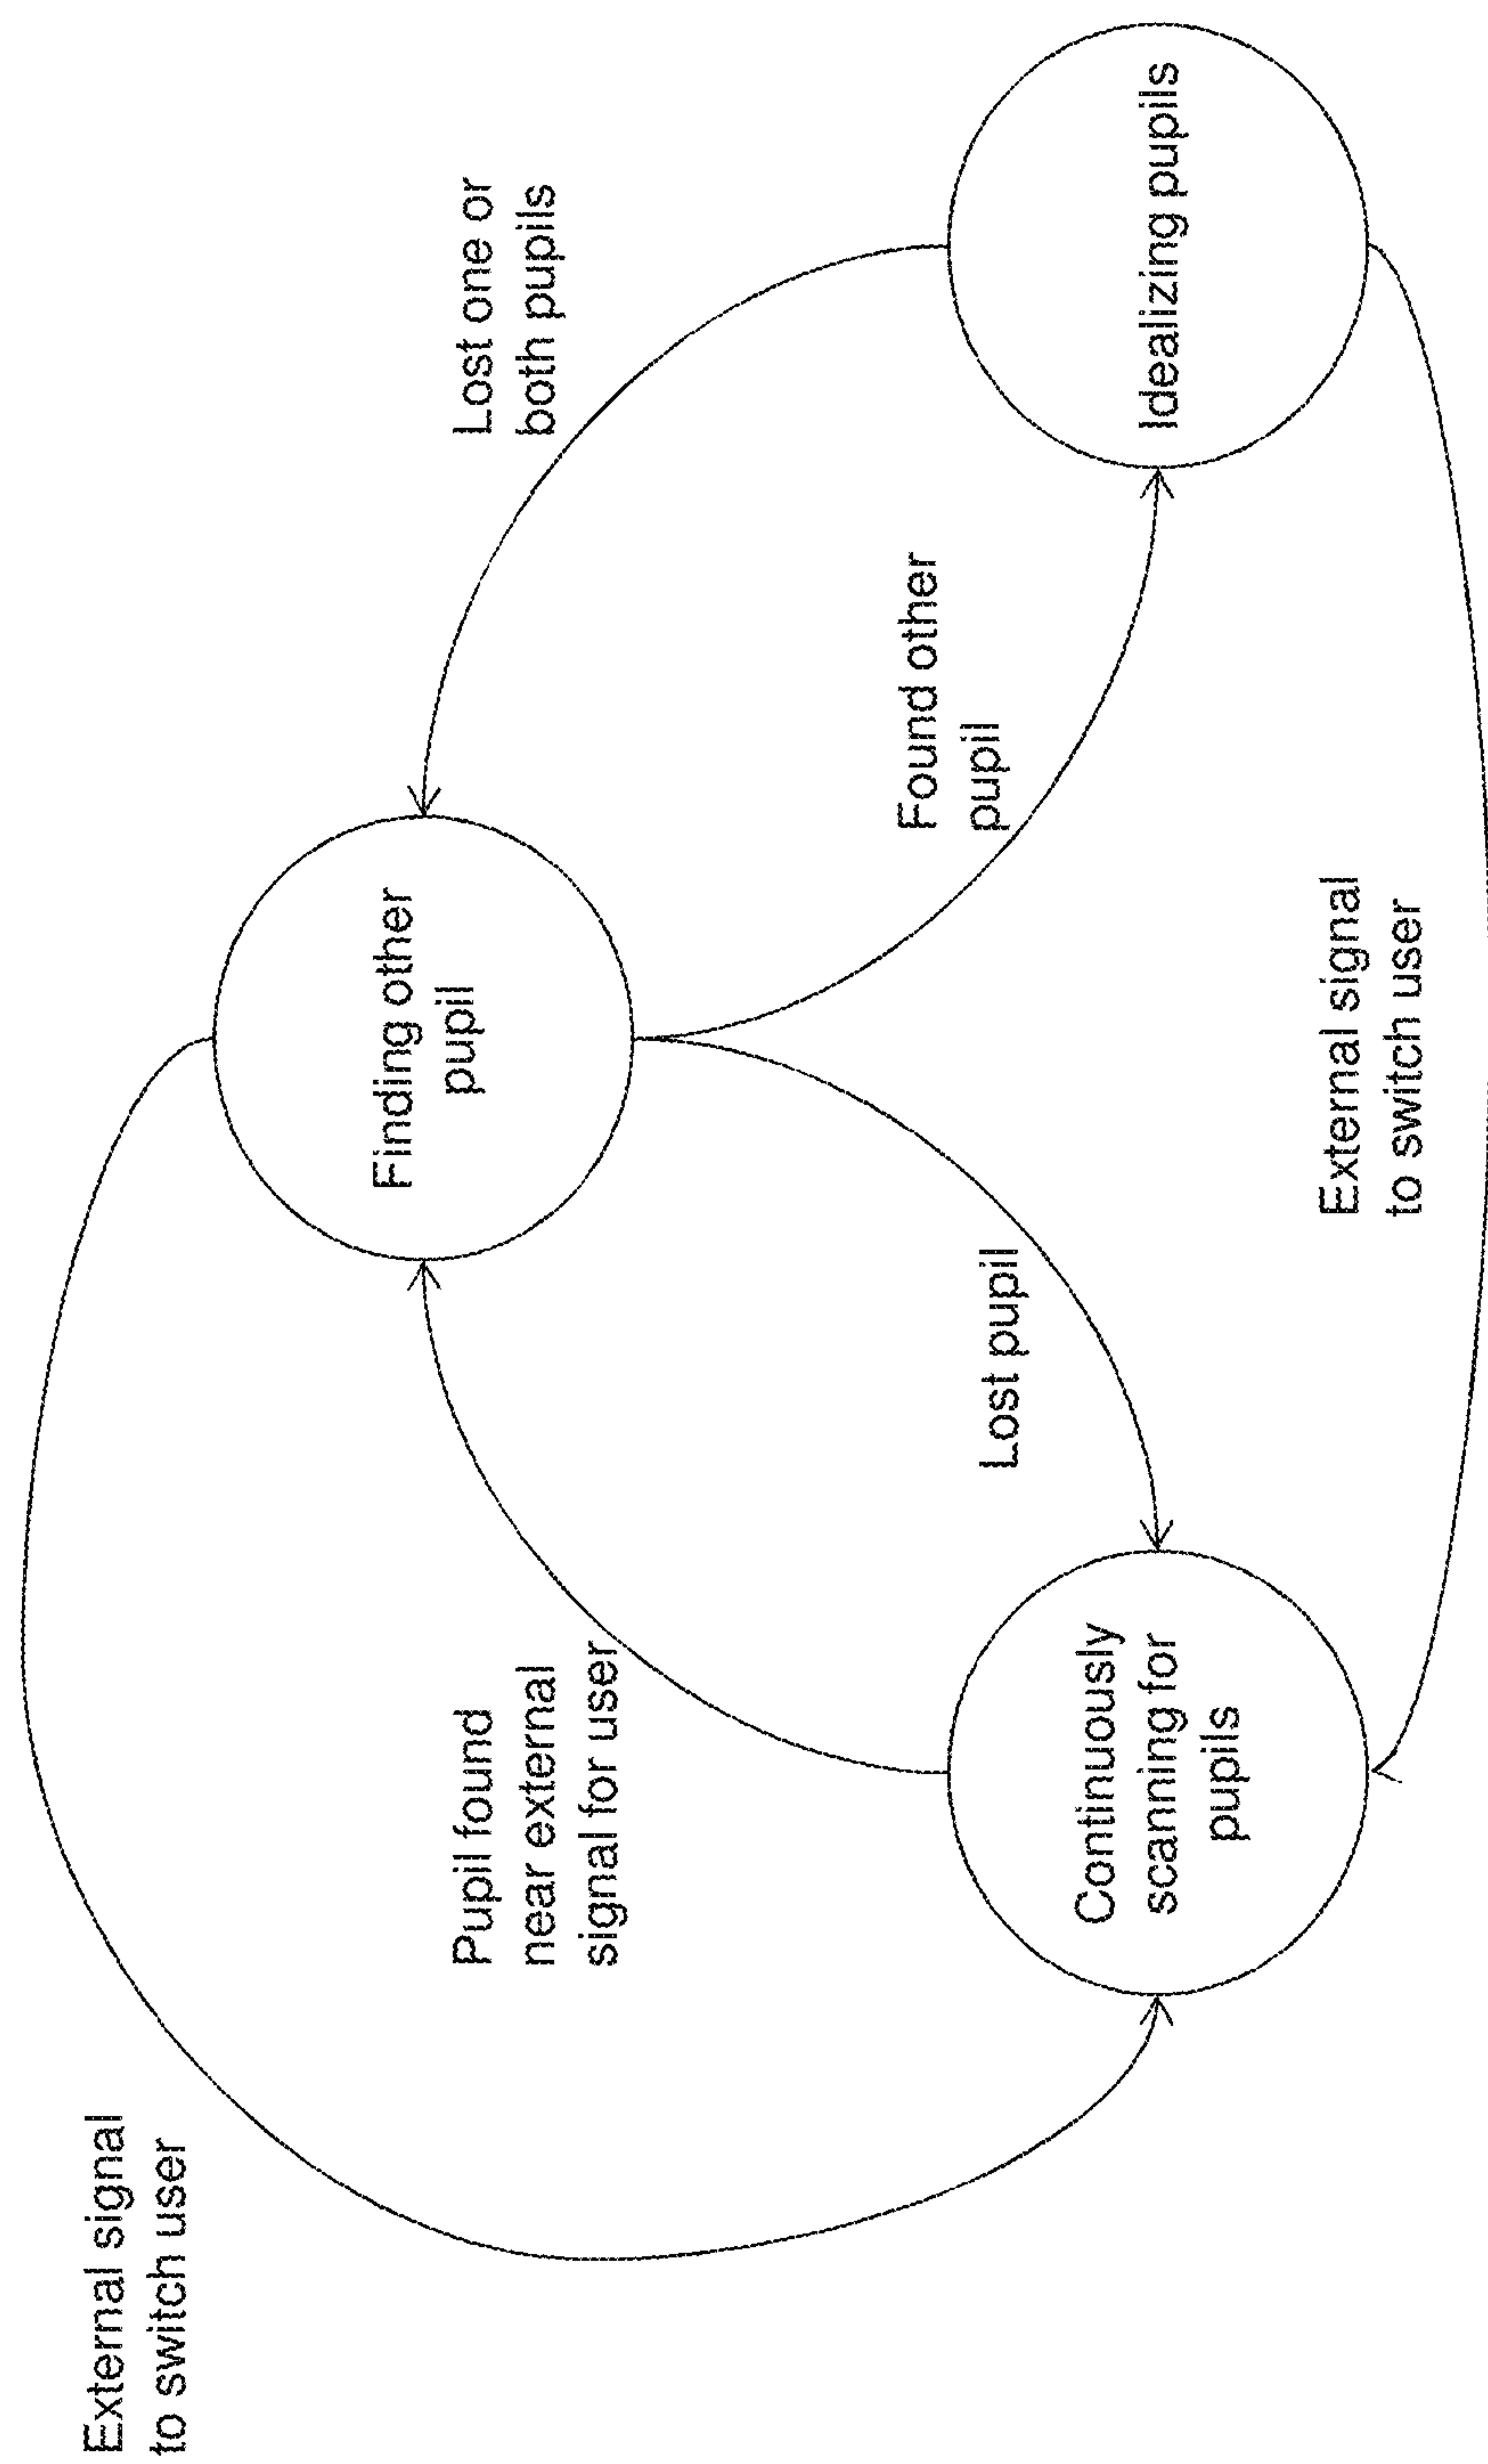 External signal
to switch user
Pupil found
near external
signal for user
Finding other
pupil
Lost one or
both pupils
Continuously
scanning for
pupils
Lost pupil
Found other
pupil
Idealizing pupils
External signal
to switch user